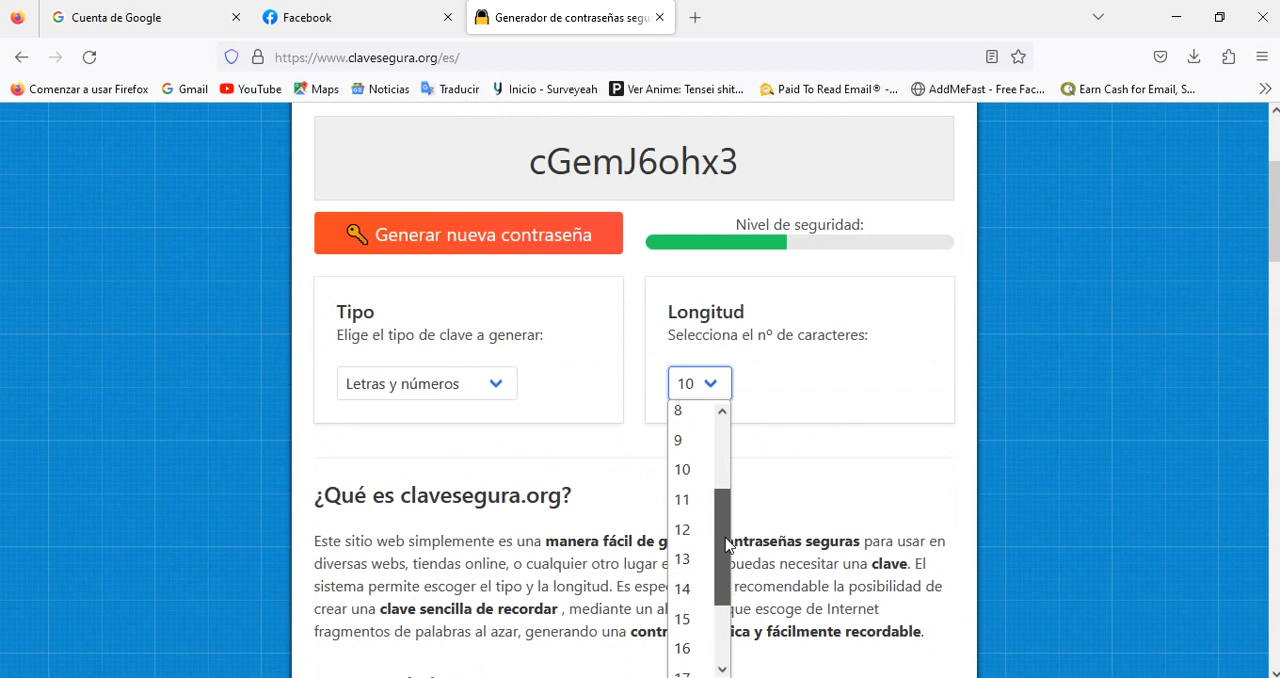 Cuenta de Google
Facebook
Generador de contraseñas segu
https://www.clavesegura.org/es/
Comenzar a usar Firefox
Gmail
YouTube
Maps
Noticias
Traducir
Inicio - Surveyeah
Ver Anime: Tensei shit...
Paid To Read Email® -...
AddMeFast - Free Fac...
Earn Cash for Email, S...
cGemJ6ohx3
Generar nueva contraseña
Nivel de seguridad:
Tipo
Elige el tipo de clave a generar:
Letras y números
Longitud
Selecciona el nº de caracteres:
10
8
9
10
11
12
13
14
15
16
17
¿Qué es clavesegura.org?
Este sitio web simplemente es una manera fácil de g ntraseñas seguras para usar en
diversas webs, tiendas online, o cualquier otro lugar e puedas necesitar una clave. El
sistema permite escoger el tipo y la longitud. Es espe recomendable la posibilidad de
crear una clave sencilla de recordar , mediante un al que escoge de Internet
fragmentos de palabras al azar, generando una contr ica y fácilmente recordable.